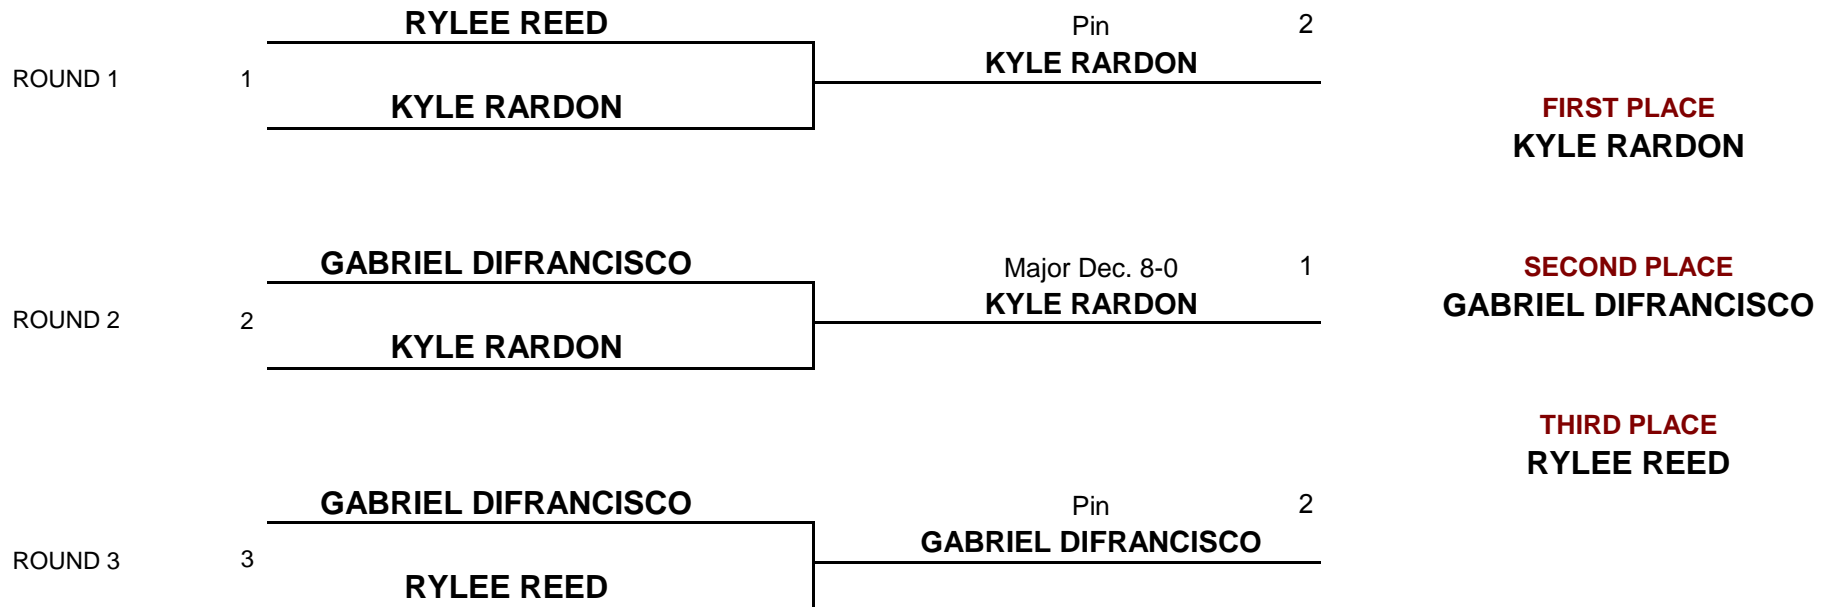 RYLEE REED
Pin 2
KYLE RARDON
ROUND 1 1
KYLE RARDON
FIRST PLACE
KYLE RARDON
GABRIEL DIFRANCISCO
Major Dec. 8-0 1
SECOND PLACE
KYLE RARDON
GABRIEL DIFRANCISCO
ROUND 2 2
KYLE RARDON
THIRD PLACE
RYLEE REED
GABRIEL DIFRANCISCO
Pin 2
GABRIEL DIFRANCISCO
ROUND 3 3
RYLEE REED